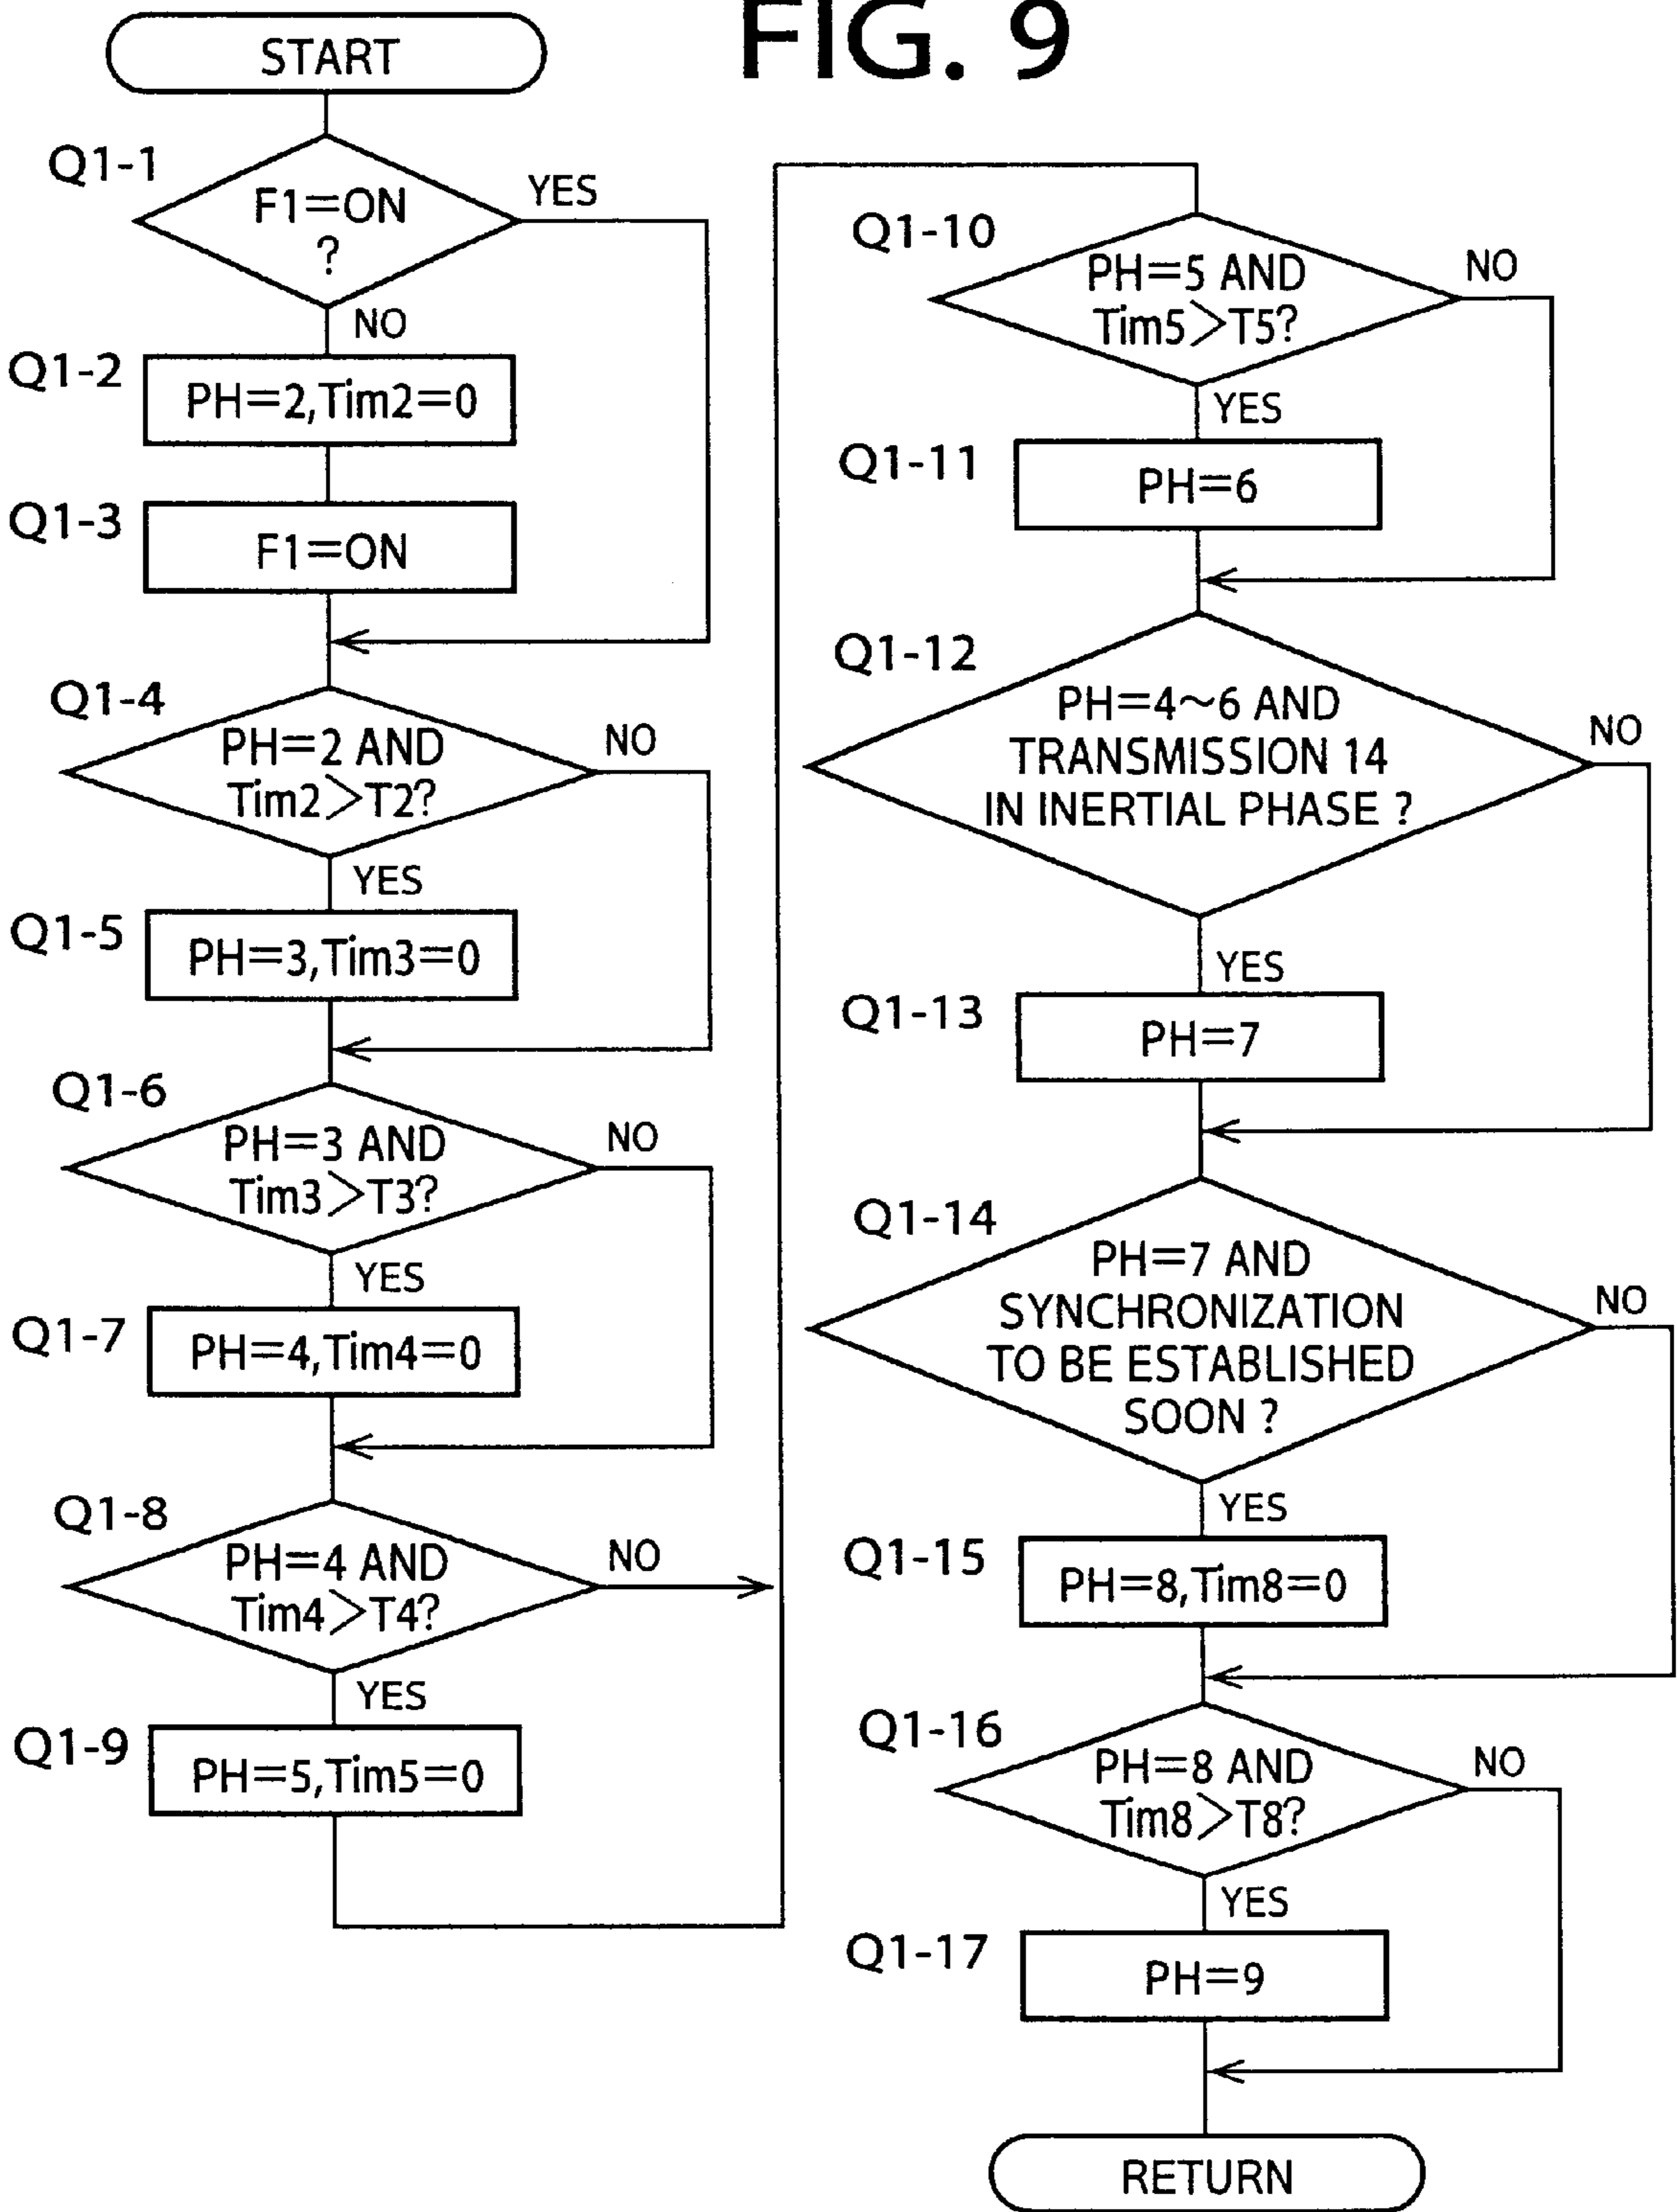 FIG. 9
START
Q1-1
F1=ON
?
YES
NO
Q1-2
PH=2,Tim2=0
Q1-3
F1=ON
Q1-4
PH=2 AND
Tim2>T2?
NO
YES
Q1-5
PH=3,Tim3=0
Q1-6
PH=3 AND
Tim3>T3?
NO
YES
Q1-7
PH=4,Tim4=0
Q1-8
PH=4 AND
Tim4>T4?
NO
YES
Q1-9
PH=5,Tim5=0
Q1-10
PH=5 AND
Tim5>T5?
NO
YES
Q1-11
PH=6
Q1-12
PH=4~6 AND
TRANSMISSION 14
IN INERTIAL PHASE ?
NO
YES
Q1-13
PH=7
Q1-14
PH=7 AND
SYNCHRONIZATION
TO BE ESTABLISHED
SOON ?
NO
YES
Q1-15
PH=8,Tim8=0
Q1-16
PH=8 AND
Tim8>T8?
NO
YES
Q1-17
PH=9
RETURN